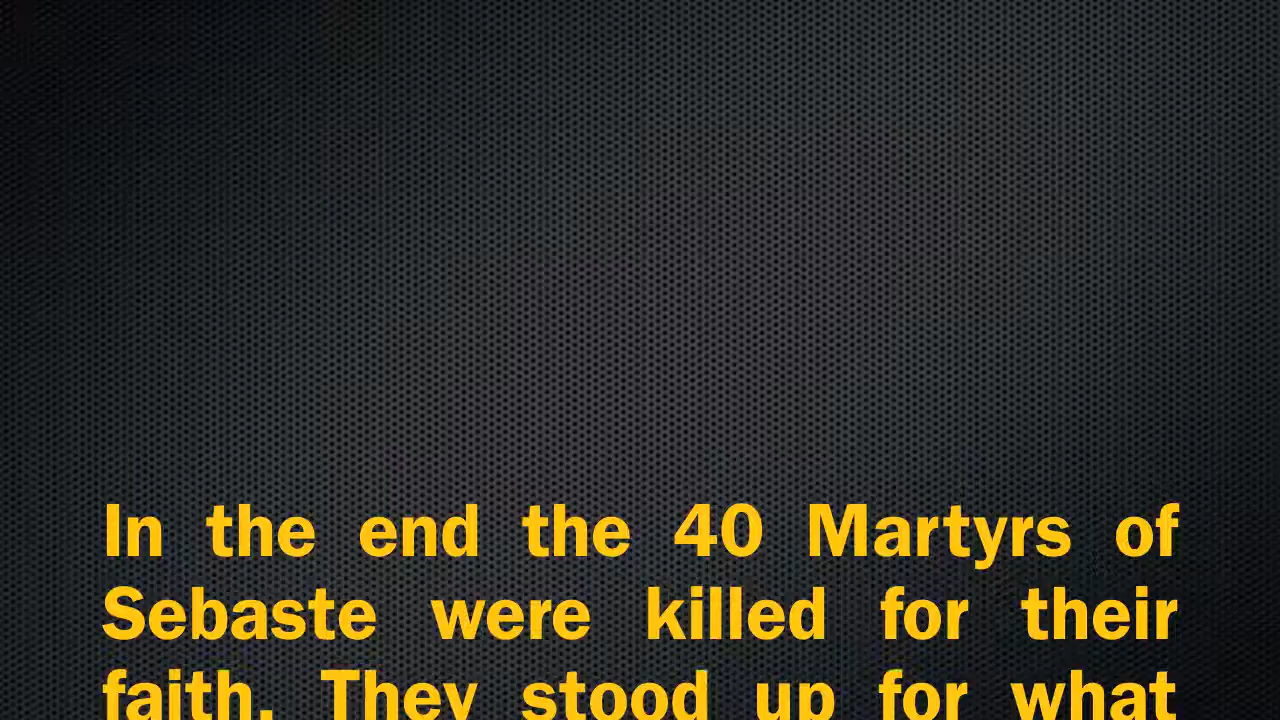 In the end the 40 Martyrs of
Sebaste were killed for their
faith. They stood up for what